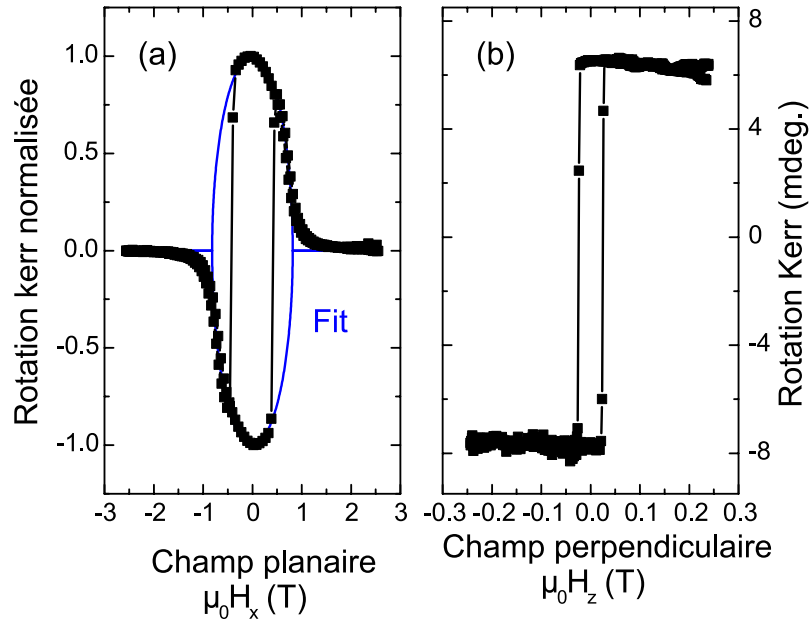 (a)
1.0
0.5
0.0
-0.5
-1.0
Rotation kerr normalisée
Fit
-3 -2 -1 0 1 2 3
Champ planaire
μ₀Hₓ (T)
(b)
8
4
0
-4
-8
Rotation Kerr (mdeg.)
-0.3 -0.2 -0.1 0.0 0.1 0.2 0.3
Champ perpendiculaire
μ₀H_z (T)